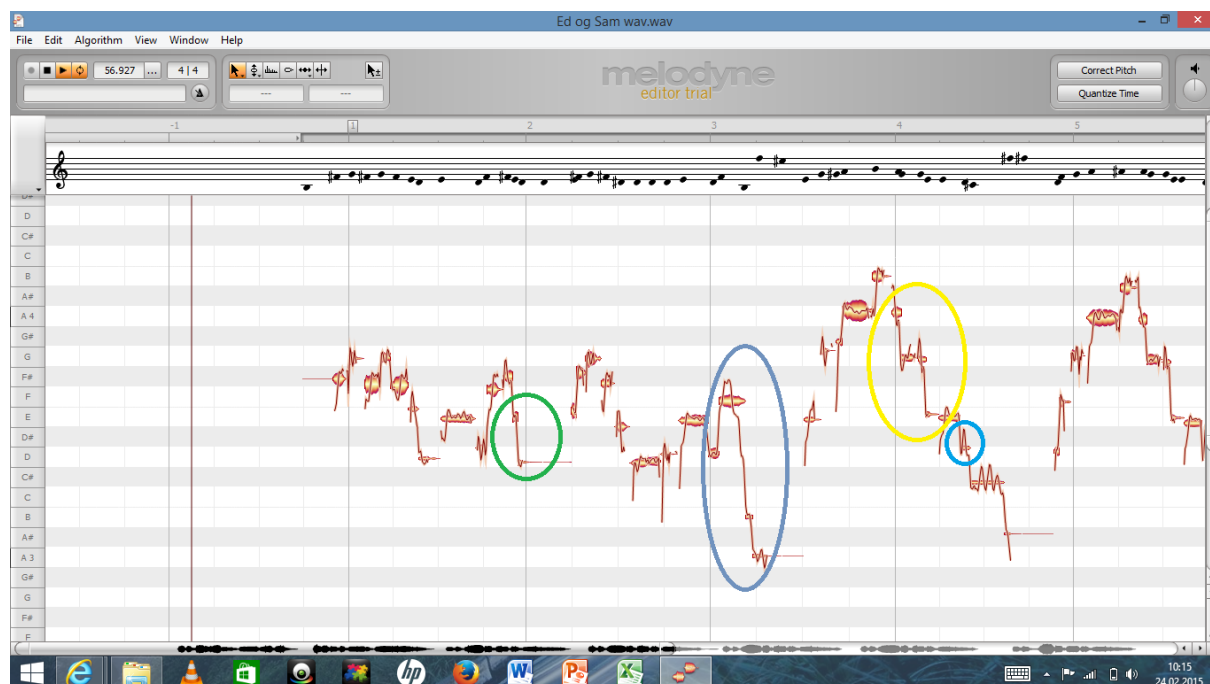 Ed og Sam wav.wav
File Edit Algorithm View Window Help
56.927 ... 4|4
--- ---
melodyne
editor trial
Correct Pitch
Quantize Time
-1 1 2 3 4 5
D
C#
C
B
A#
A 4
G#
G
F#
F
E
D#
D
C#
C
B
A#
A 3
G#
G
F#
F
10:15
24.02.2015